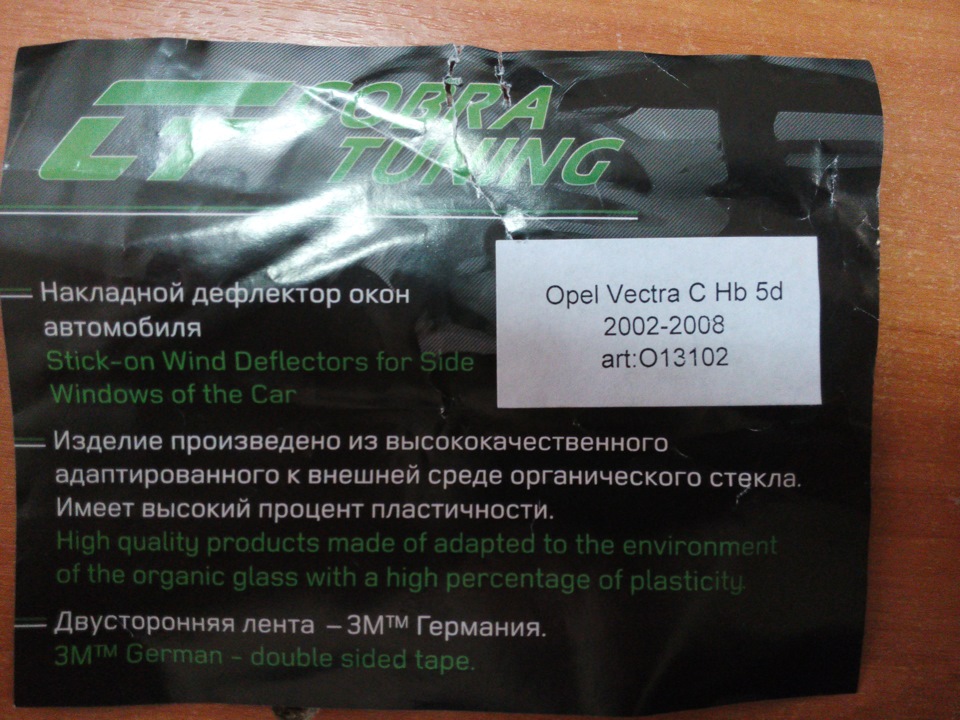 CT COBRA
TUNING
Opel Vectra C Hb 5d
2002-2008
art:O13102
Накладной дефлектор окон
автомобиля
Stick-on Wind Deflectors for Side
Windows of the Car
Изделие произведено из высококачественного
адаптированного к внешней среде органического стекла.
Имеет высокий процент пластичности.
High quality products made of adapted to the environment
of the organic glass with a high percentage of plasticity.
Двусторонняя лента – 3M™ Германия.
3M™ German - double sided tape.